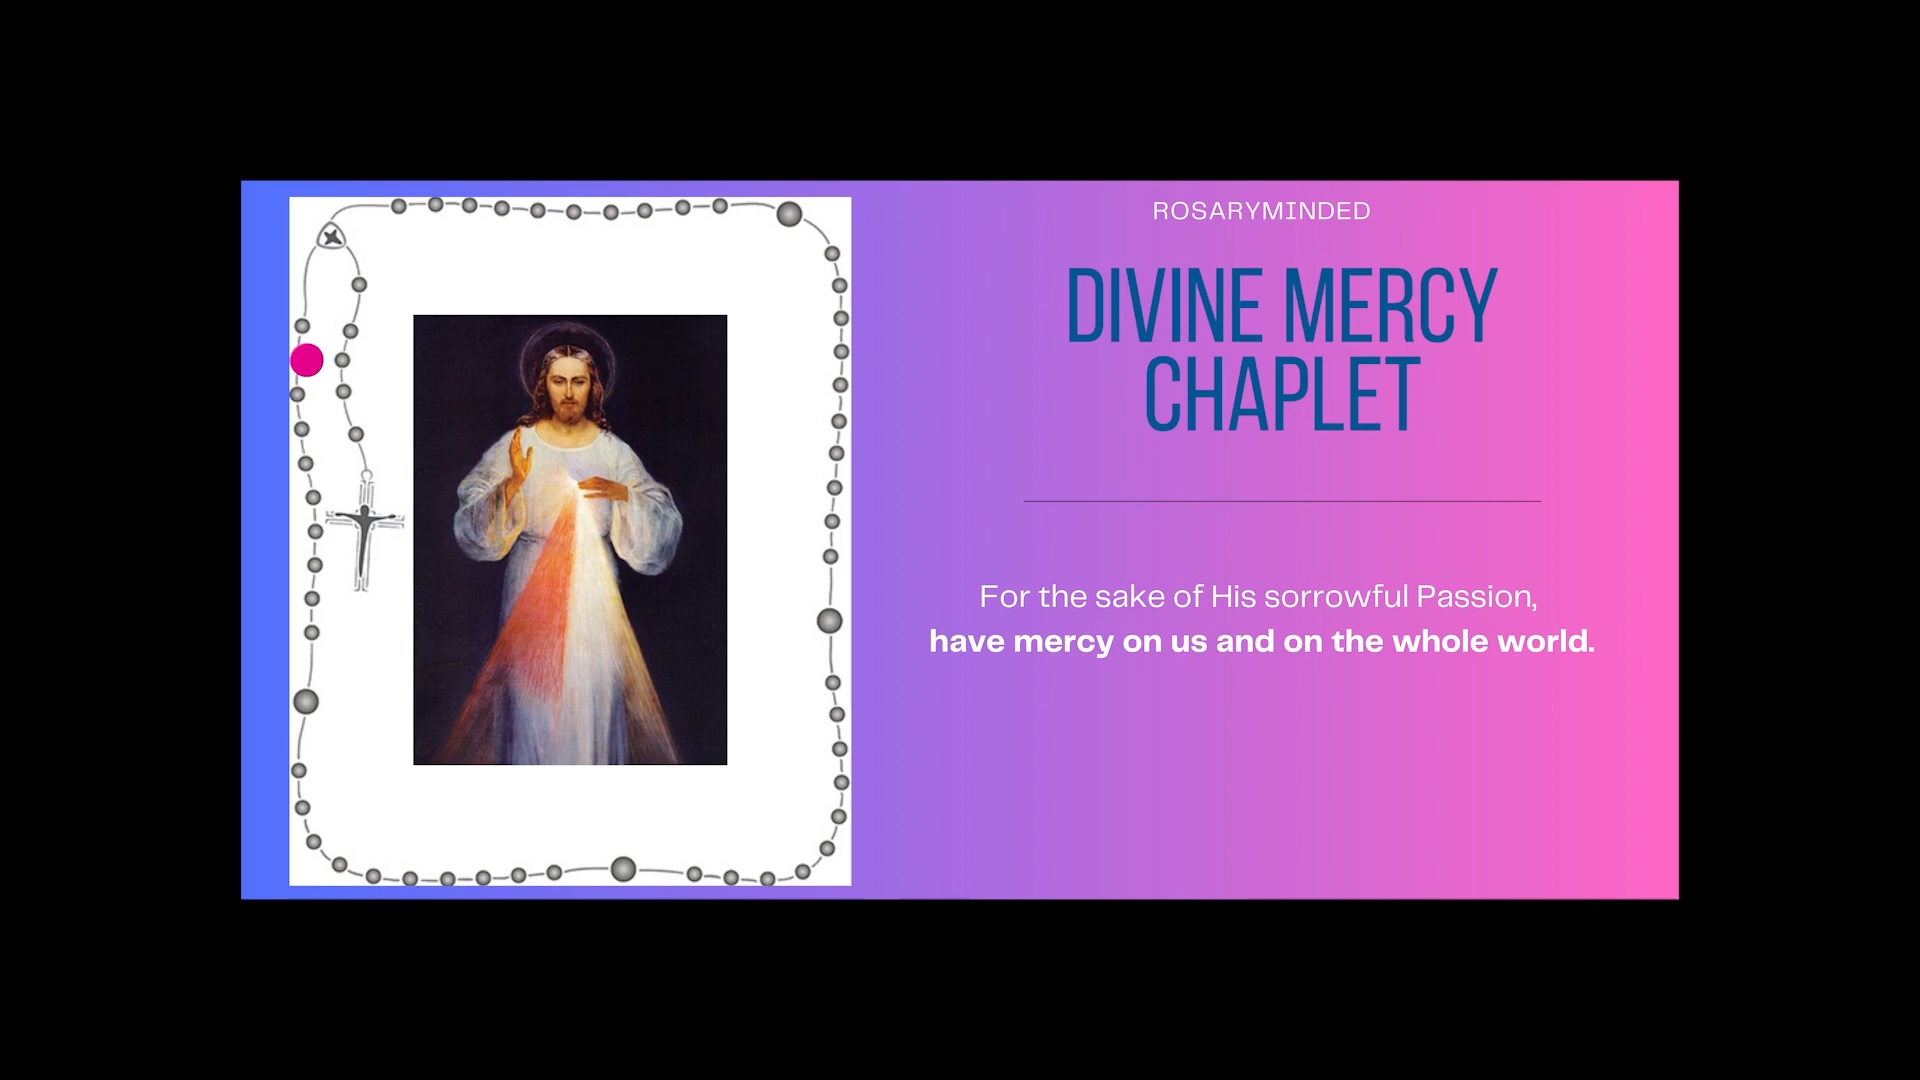 ROSARYMINDED
DIVINE MERCY
CHAPLET
For the sake of His sorrowful Passion,
have mercy on us and on the whole world.